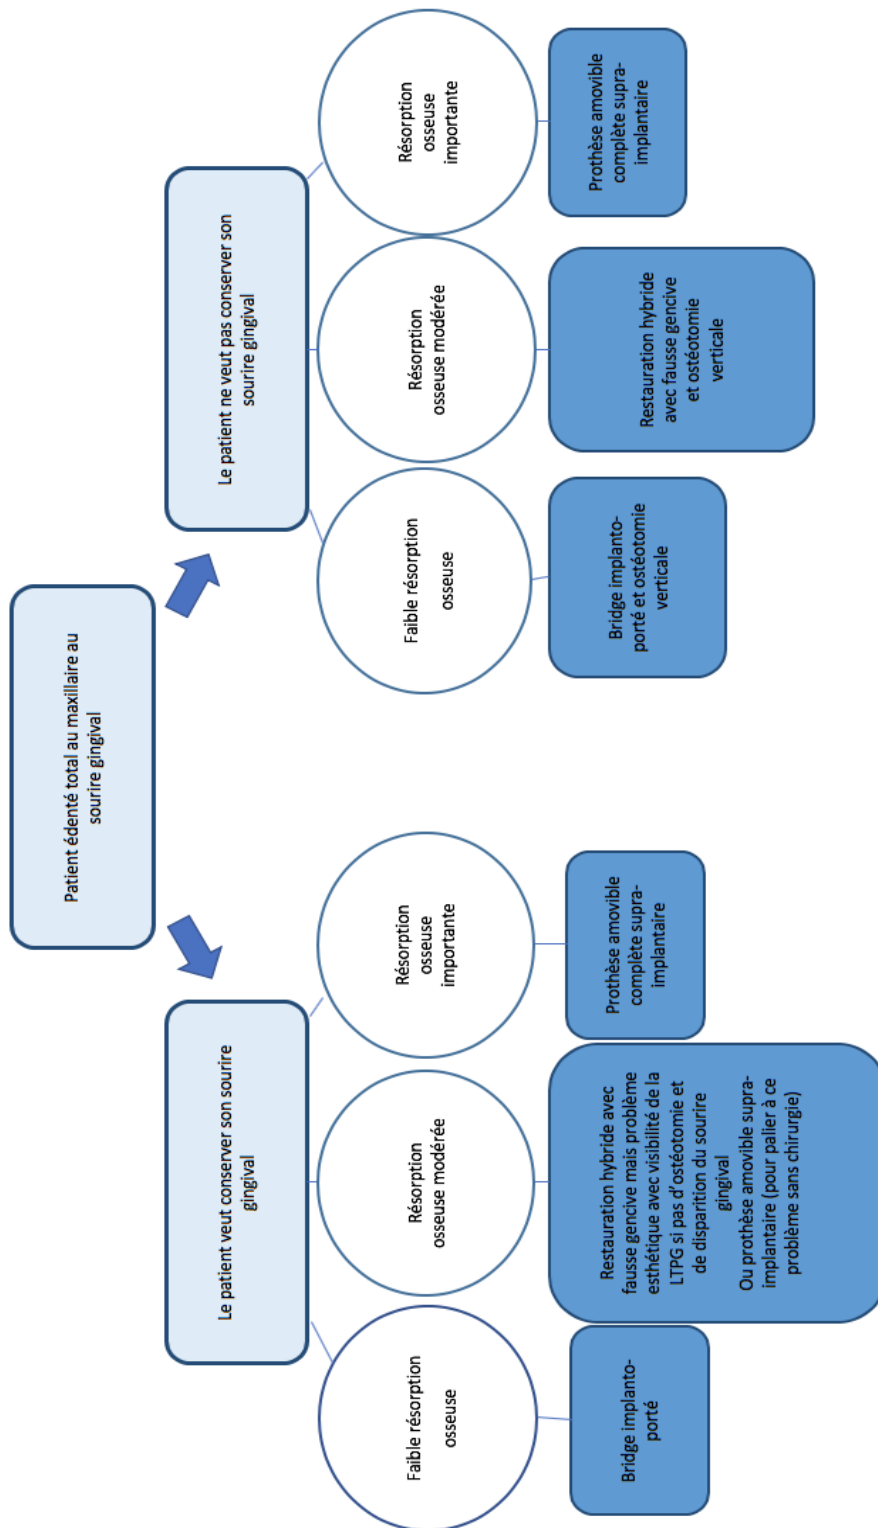 Patient édenté total au maxillaire au
sourire gingival
Le patient veut conserver son sourire
gingival
Le patient ne veut pas conserver son
sourire gingival
Faible résorption
osseuse
Résorption
osseuse modérée
Résorption
osseuse
importante
Faible résorption
osseuse
Résorption
osseuse modérée
Résorption
osseuse
importante
Bridge implanto-
porté
Restauration hybride avec
fausse gencive mais problème
esthétique avec visibilité de la
LTPG si pas d'ostéotomie et
de disparition du sourire
gingival
Ou prothèse amovible supra-
implantaire (pour palier à ce
problème sans chirurgie)
Prothèse amovible
complète supra-
implantaire
Bridge implanto-
porté et ostéotomie
verticale
Restauration hybride
avec fausse gencive
et ostéotomie
verticale
Prothèse amovible
complète supra-
implantaire